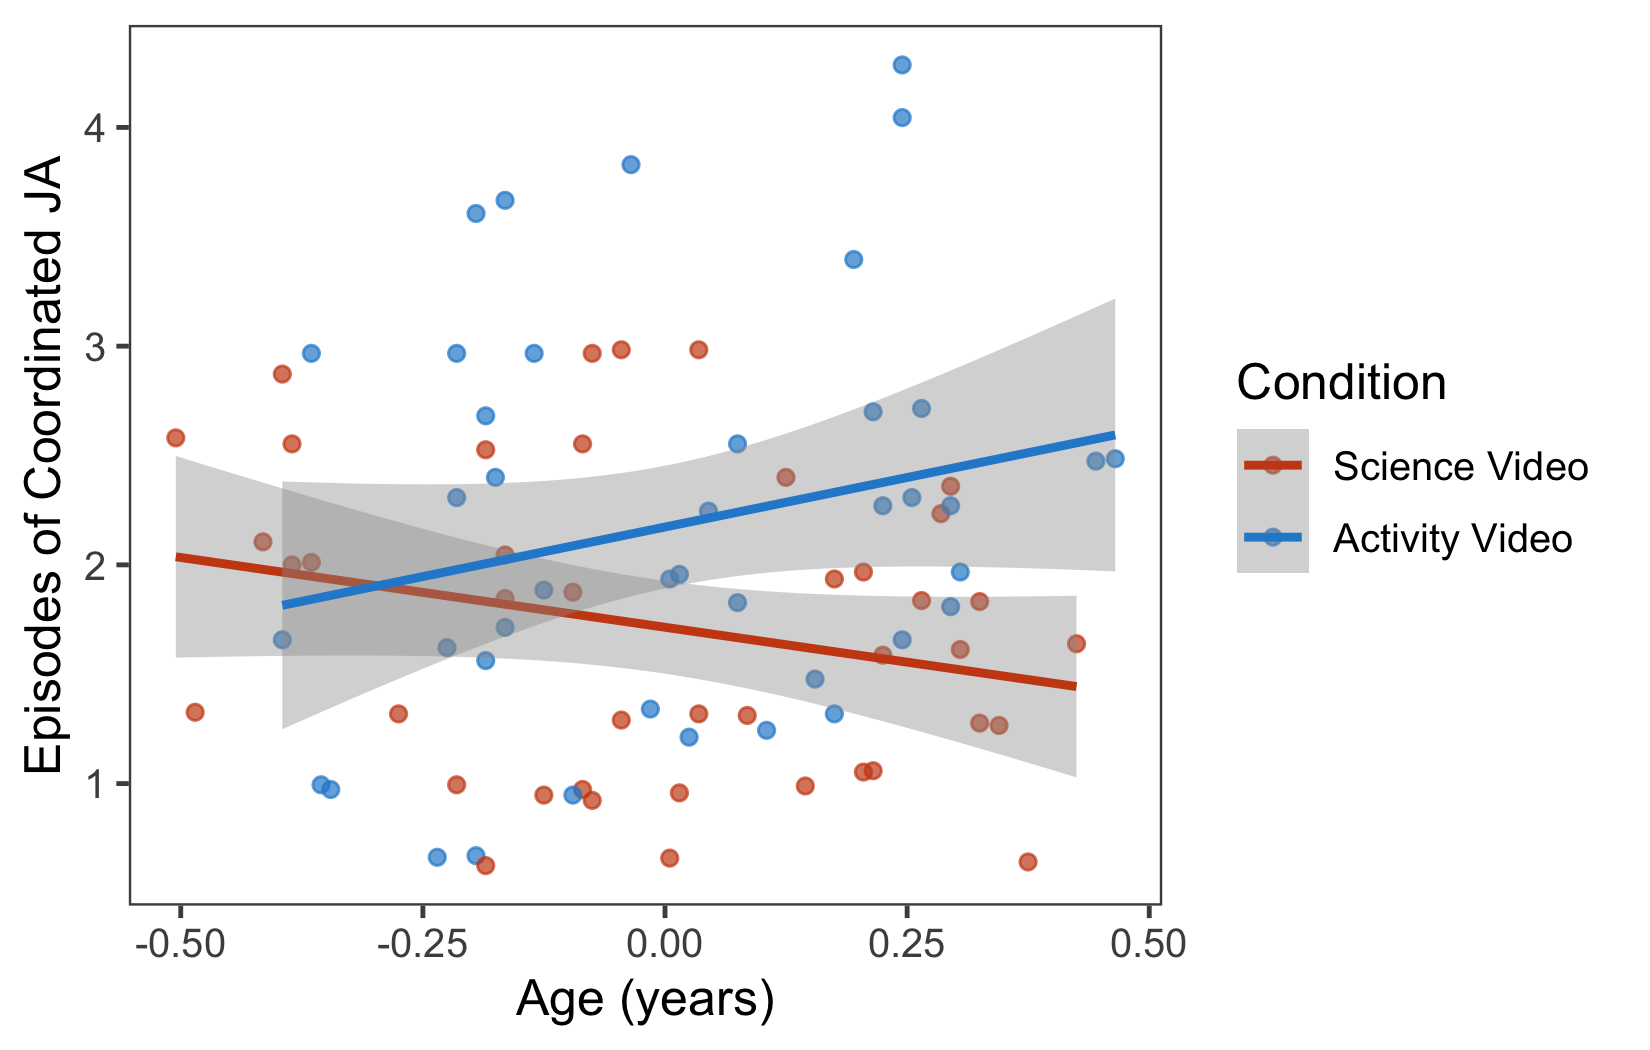 Episodes of Coordinated JA
4
3
2
1
-0.50
-0.25
0.00
0.25
0.50
Age (years)
Condition
Science Video
Activity Video